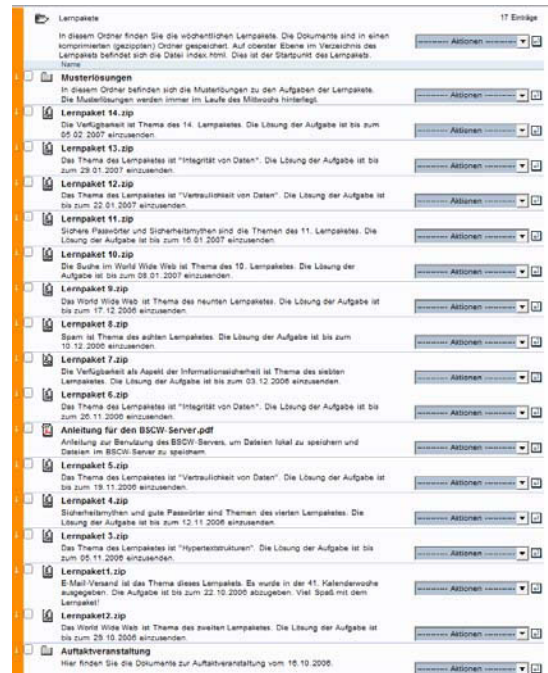 Lernpakete 17 Einträge
In diesem Ordner finden Sie die wöchentlichen Lernpakete. Die Dokumente sind in einen
komprimierten (gezippten) Ordner gespeichert. Auf oberster Ebene im Verzeichnis des
Lernpakets befindet sich die Datei index.html. Dies ist der Startpunkt des Lernpakets.
Aktionen
Name
Musterlösungen
In diesem Ordner befinden sich die Musterlösungen zu den Aufgaben der Lernpakete.
Die Musterlösungen werden immer im Laufe des Mittwochs hinterlegt.
Aktionen
Lernpaket 14.zip
Die Verfügbarkeit ist Thema des 14. Lernpaketes. Die Lösung der Aufgabe ist bis zum
05.02.2007 einzusenden.
Aktionen
Lernpaket 13.zip
Das Thema des Lernpaketes ist "Integrität von Daten". Die Lösung der Aufgabe ist bis
zum 29.01.2007 einzusenden.
Aktionen
Lernpaket 12.zip
Das Thema des Lernpaketes ist "Vertraulichkeit von Daten". Die Lösung der Aufgabe ist
bis zum 22.01.2007 einzusenden.
Aktionen
Lernpaket 11.zip
Sichere Passwörter und Sicherheitsmythen sind die Themen des 11. Lernpaketes. Die
Lösung der Aufgabe ist bis zum 16.01.2007 einzusenden.
Aktionen
Lernpaket 10.zip
Die Suche im World Wide Web ist Thema des 10. Lernpaketes. Die Lösung der
Aufgabe ist bis zum 08.01.2007 einzusenden.
Aktionen
Lernpaket 9.zip
Das World Wide Web ist Thema des neunten Lernpaketes. Die Lösung der Aufgabe ist
bis zum 17.12.2006 einzusenden.
Aktionen
Lernpaket 8.zip
Spam ist Thema des achten Lernpaketes. Die Lösung der Aufgabe ist bis zum
10.12.2006 einzusenden.
Aktionen
Lernpaket 7.zip
Die Verfügbarkeit als Aspekt der Informationssicherheit ist Thema des siebten
Lernpaketes. Die Lösung der Aufgabe ist bis zum 03.12.2006 einzusenden.
Aktionen
Lernpaket 6.zip
Das Thema des Lernpaketes ist "Integrität von Daten". Die Lösung der Aufgabe ist bis
zum 26.11.2006 einzusenden.
Aktionen
Anleitung für den BSCW-Server.pdf
Anleitung zur Benutzung des BSCW-Servers, um Dateien lokal zu speichern und
Dateien im BSCW-Server zu speichern.
Aktionen
Lernpaket 5.zip
Das Thema des Lernpaketes ist "Vertraulichkeit von Daten". Die Lösung der Aufgabe ist
bis zum 19.11.2006 einzusenden.
Aktionen
Lernpaket 4.zip
Sicherheitsmythen und gute Passwörter sind Themen des vierten Lernpaketes. Die
Lösung der Aufgabe ist bis zum 12.11.2006 einzusenden.
Aktionen
Lernpaket 3.zip
Das Thema des Lernpaketes ist "Hypertextstrukturen". Die Lösung der Aufgabe ist bis
zum 05.11.2006 einzusenden.
Aktionen
Lernpaket1.zip
E-Mail-Versand ist das Thema dieses Lernpakets. Es wurde in der 41. Kalenderwoche
ausgegeben. Die Aufgabe ist bis zum 22.10.2006 abzugeben. Viel Spaß mit dem
Lernpaket!
Aktionen
Lernpaket2.zip
Das World Wide Web ist Thema des zweiten Lernpaketes. Die Lösung der Aufgabe ist
bis zum 29.10.2006 einzusenden.
Aktionen
Auftaktveranstaltung
Hier finden Sie die Dokumente zur Auftaktveranstaltung vom 16.10.2006.
Aktionen